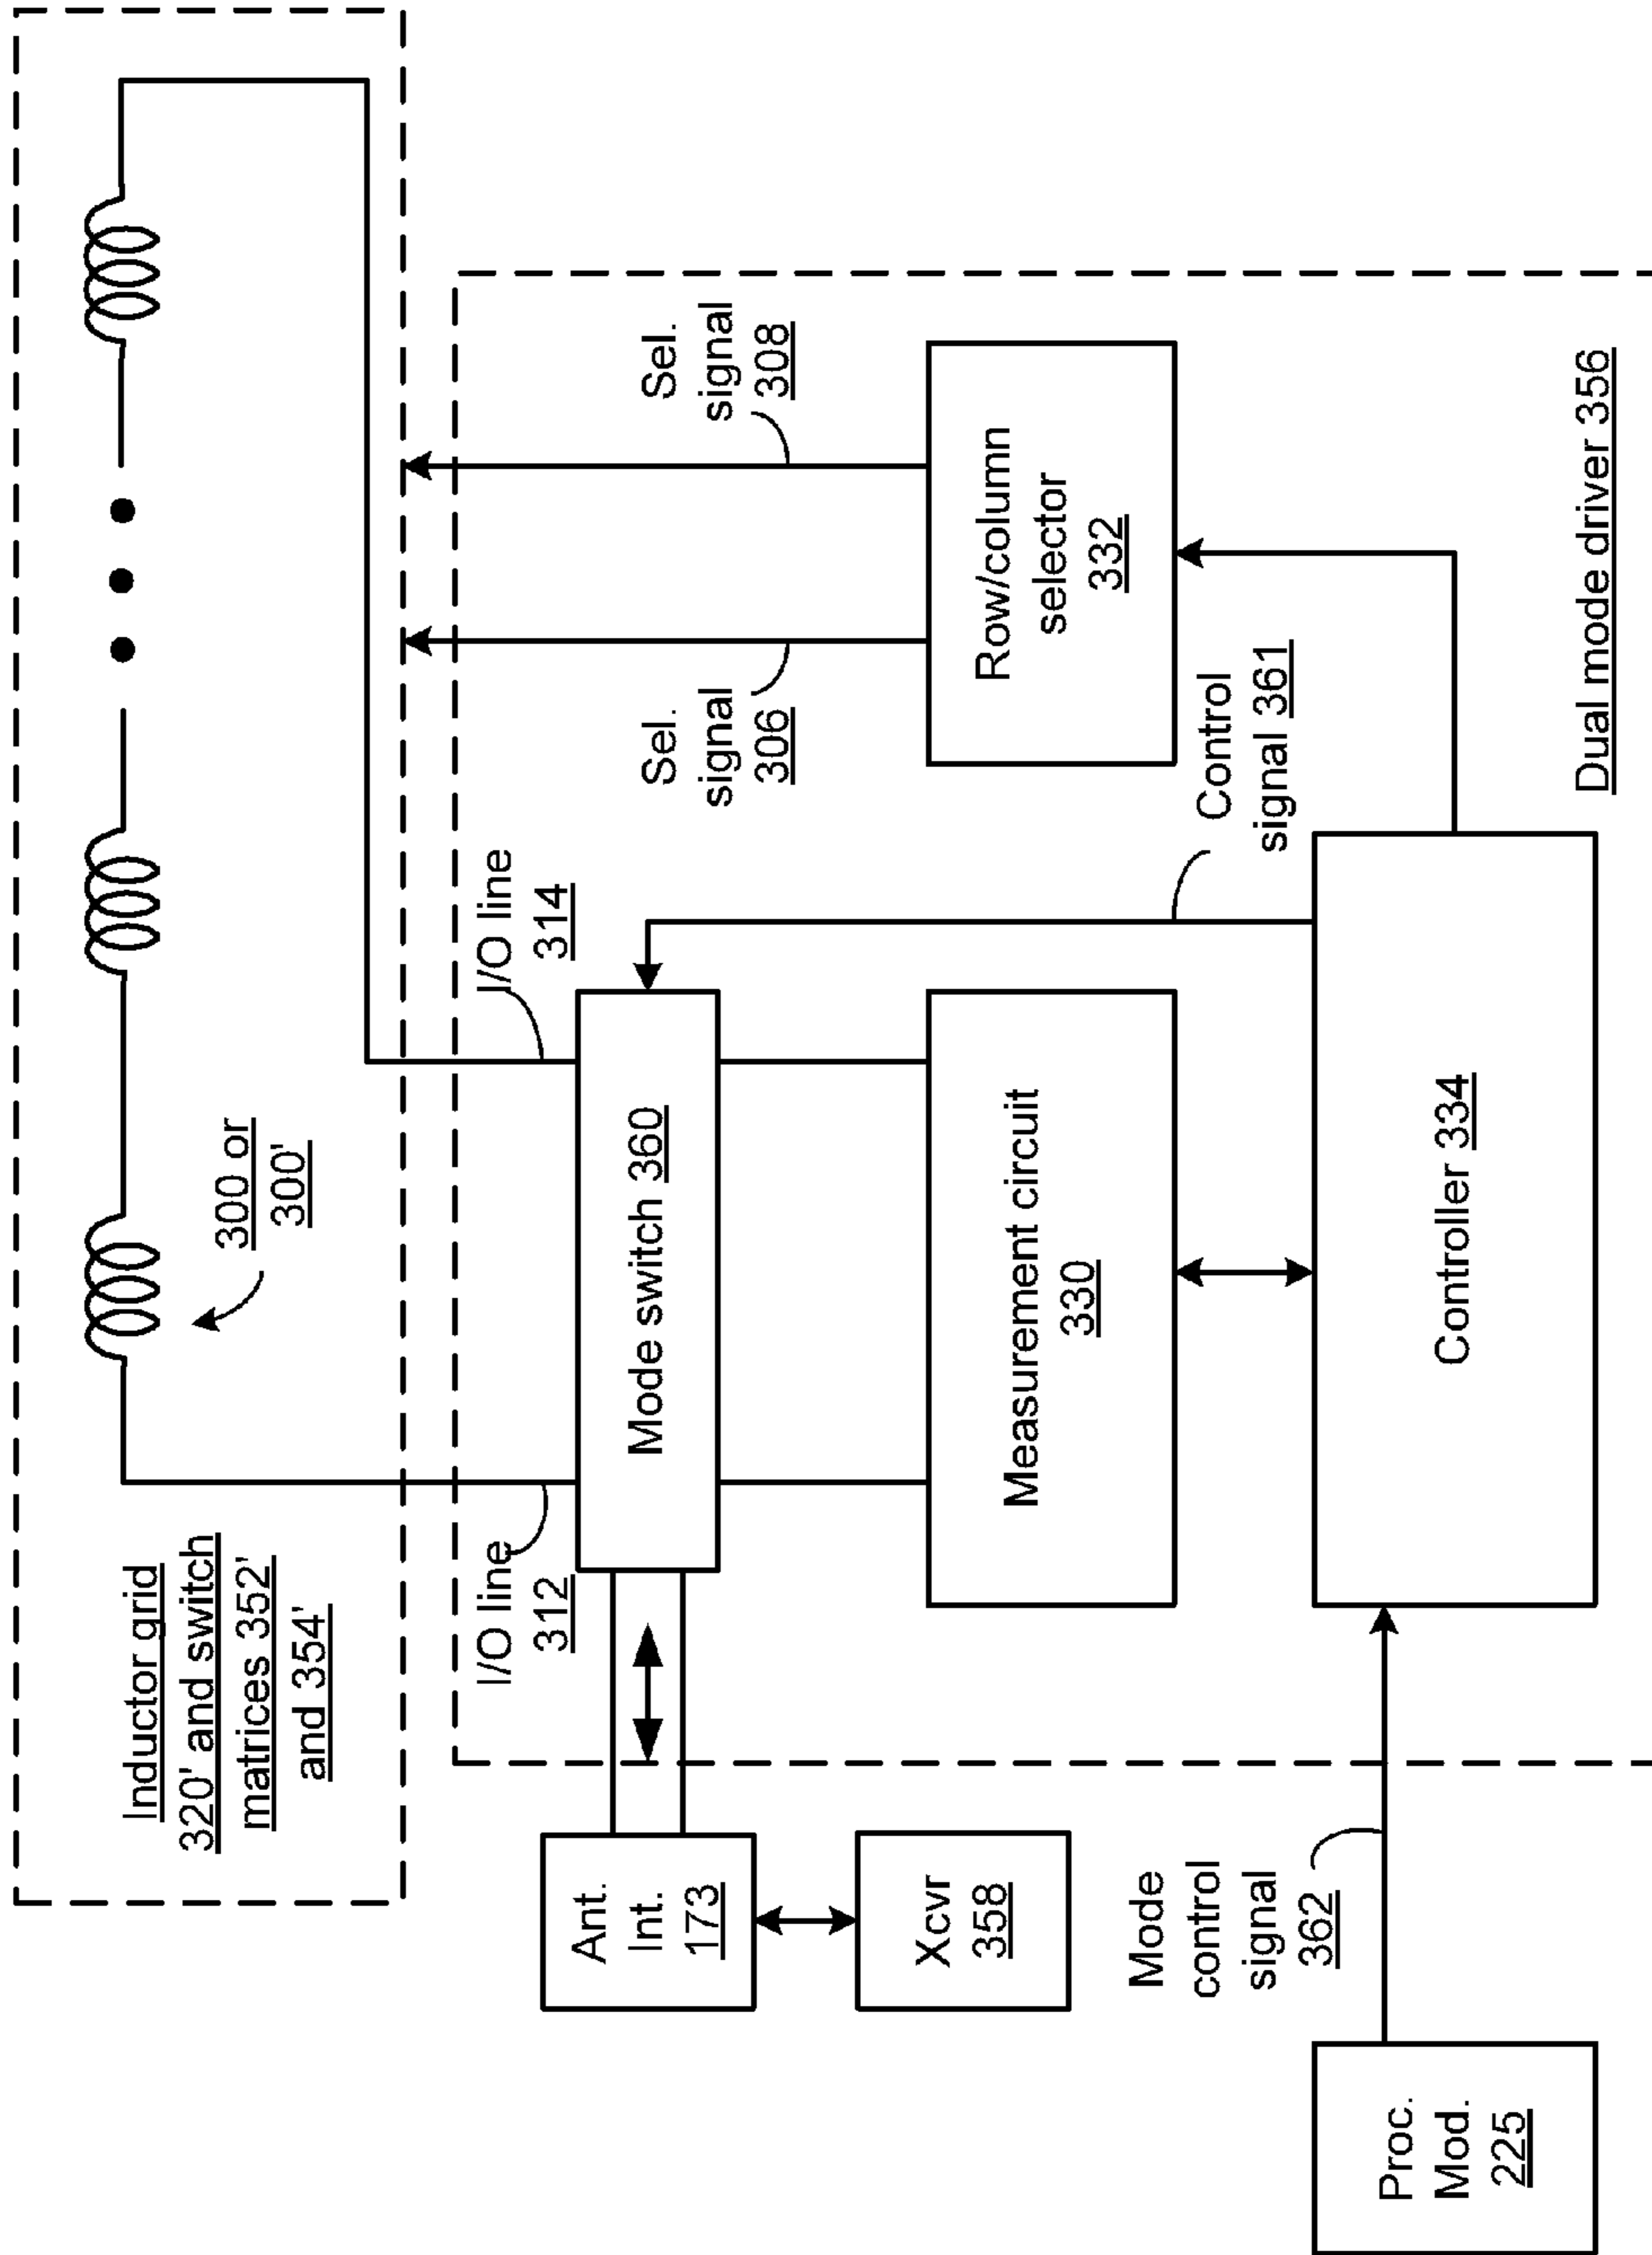 Inductor grid
320' and switch
matrices 352'
and 354'
300 or
300'
I/O line
312
I/O line
314
Sel.
signal
306
Sel.
signal
308
Ant.
Int.
173
Mode switch 360
Xcvr
358
Measurement circuit
330
Row/column
selector
332
Control
signal 361
Mode
control
signal
362
Proc.
Mod.
225
Controller 334
Dual mode driver 356